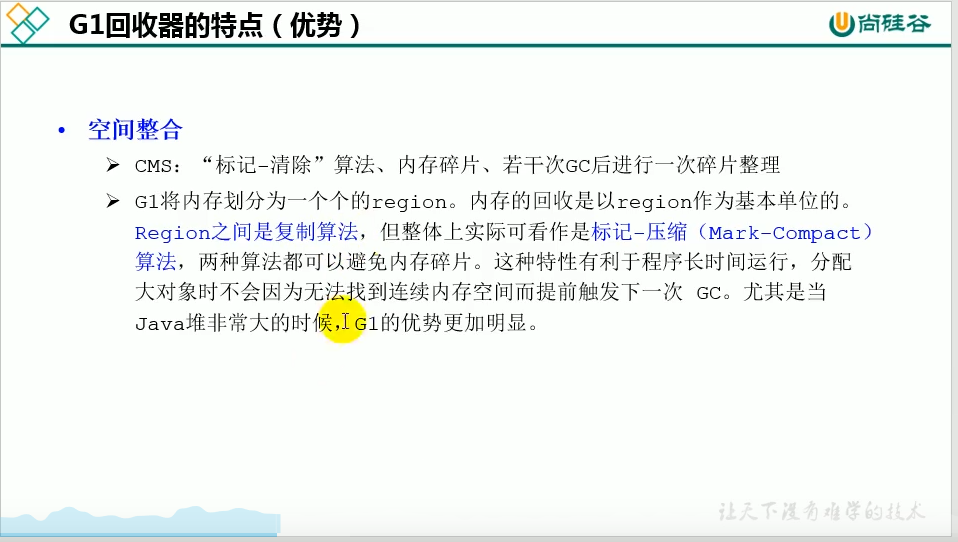 G1回收器的特点（优势）
尚硅谷
• 空间整合
➢ CMS：“标记-清除”算法、内存碎片、若干次GC后进行一次碎片整理
➢ G1将内存划分为一个个的region。内存的回收是以region作为基本单位的。
Region之间是复制算法，但整体上实际可看作是标记-压缩（Mark-Compact）
算法，两种算法都可以避免内存碎片。这种特性有利于程序长时间运行，分配
大对象时不会因为无法找到连续内存空间而提前触发下一次 GC。尤其是当
Java堆非常大的时候，G1的优势更加明显。
让天下没有难学的技术